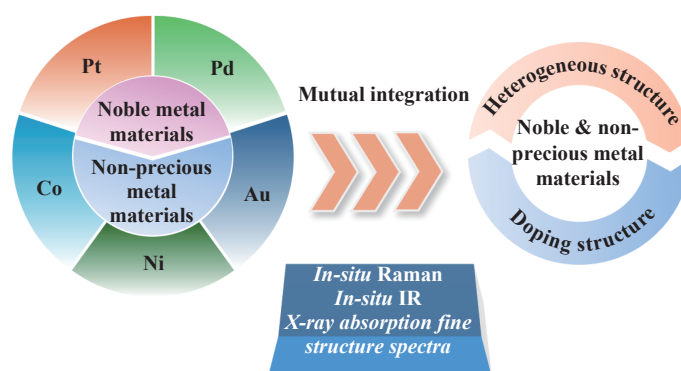 Pt
Pd
Noble metal
materials
Non-precious
metal
materials
Co
Au
Ni
Mutual integration
In-situ Raman
In-situ IR
X-ray absorption fine
structure spectra
Heterogeneous structure
Noble & non-
precious metal
materials
Doping structure